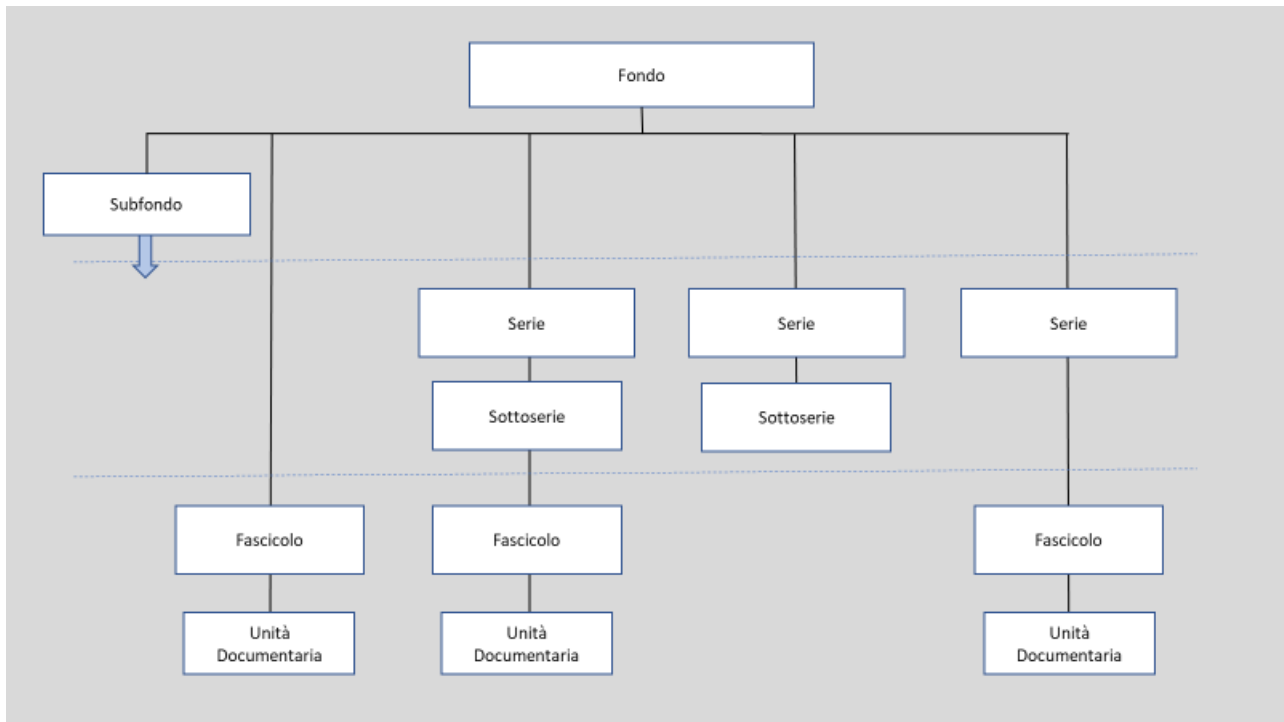 Fondo
Subfondo
Serie
Serie
Serie
Sottoserie
Sottoserie
Fascicolo
Fascicolo
Fascicolo
Unità
Documentaria
Unità
Documentaria
Unità
Documentaria